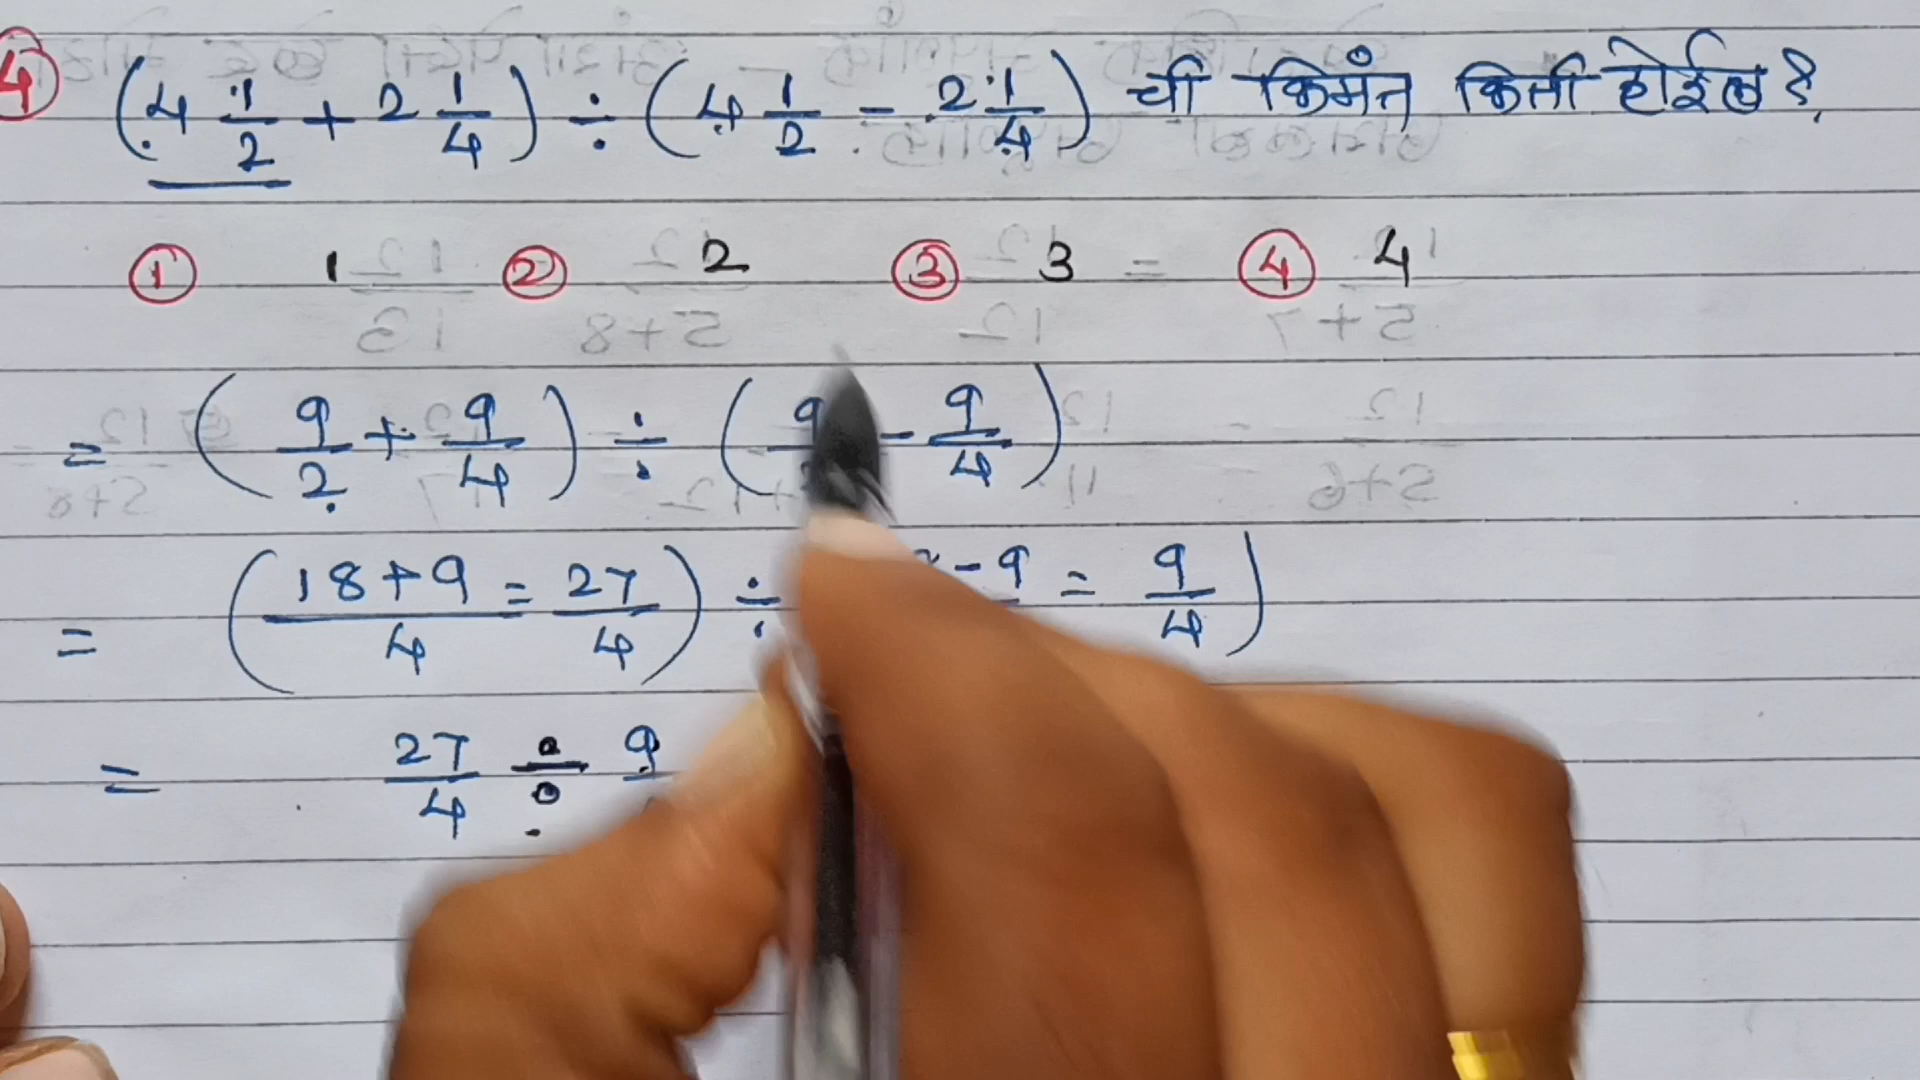 ④ (4 1/2 + 2 1/4) ÷ (4 1/2 - 2 1/4) ची किमंत किती होईल ?
① 1 ② 2 ③ 3 ④ 4
= (9/2 + 9/4) ÷ (9 - 9/4)
= (18+9/4 = 27/4) ÷ - 9 = 9/4)
= 27/4 ÷ 9